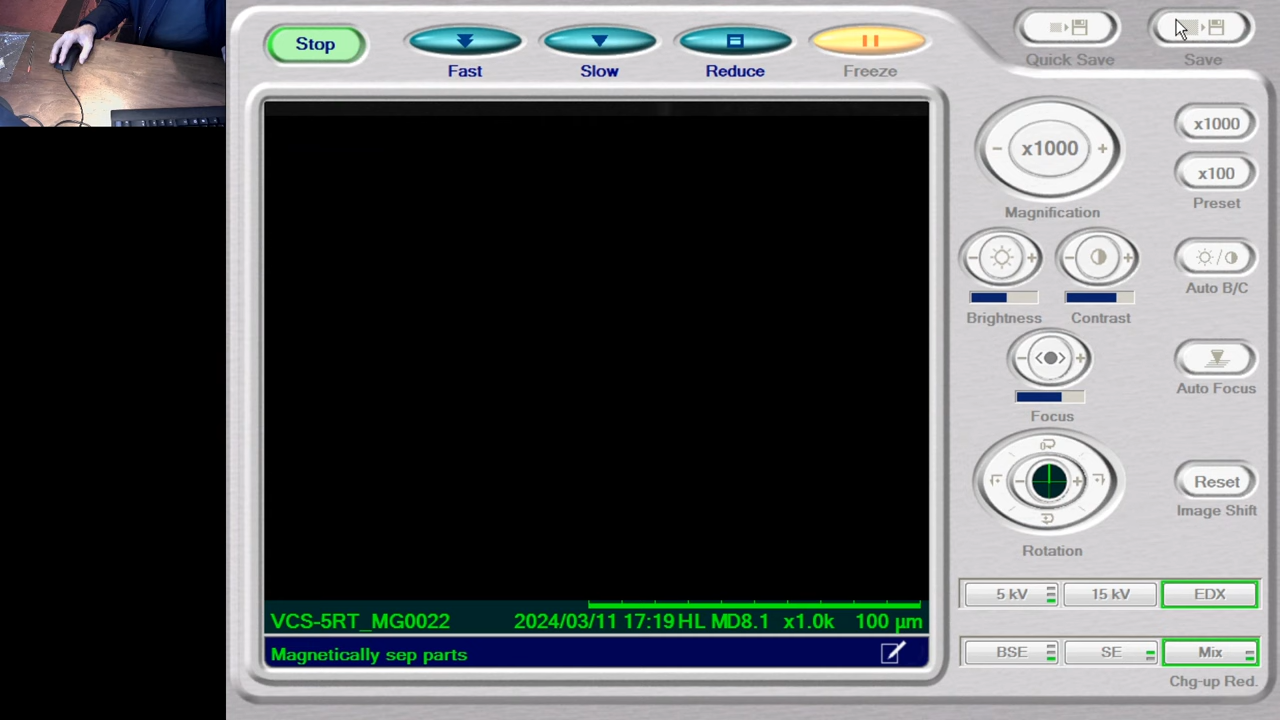 Stop
Fast
Slow
Reduce
Freeze
Quick Save
Save
x1000
Magnification
x1000
x100
Preset
Brightness
Contrast
Auto B/C
Focus
Auto Focus
Rotation
Reset
Image Shift
5 kV
15 kV
EDX
BSE
SE
Mix
Chg-up Red.
VCS-5RT_MG0022 2024/03/11 17:19 HL MD8.1 x1.0k 100 µm
Magnetically sep parts